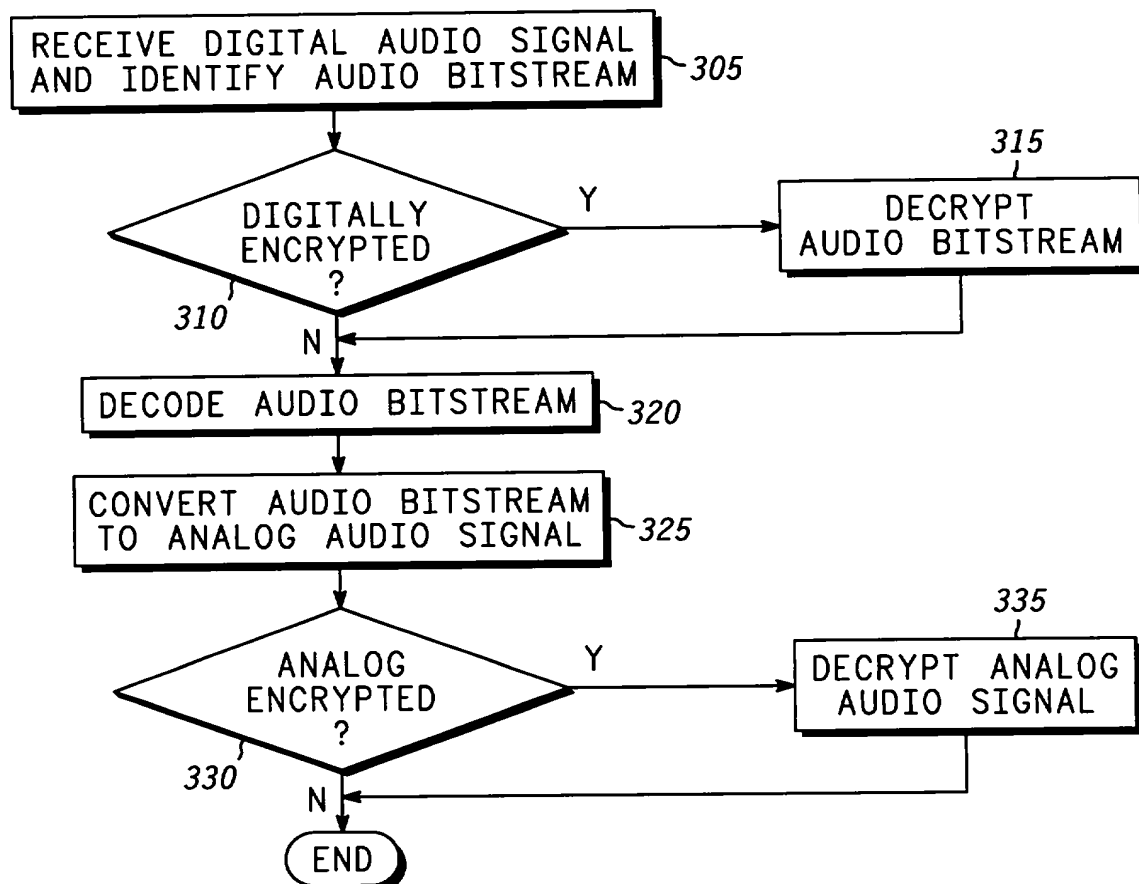 RECEIVE DIGITAL AUDIO SIGNAL
AND IDENTIFY AUDIO BITSTREAM
305
DIGITALLY
ENCRYPTED
?
310
Y
315
DECRYPT
AUDIO BITSTREAM
N
DECODE AUDIO BITSTREAM
320
CONVERT AUDIO BITSTREAM
TO ANALOG AUDIO SIGNAL
325
ANALOG
ENCRYPTED
?
330
Y
335
DECRYPT ANALOG
AUDIO SIGNAL
N
END